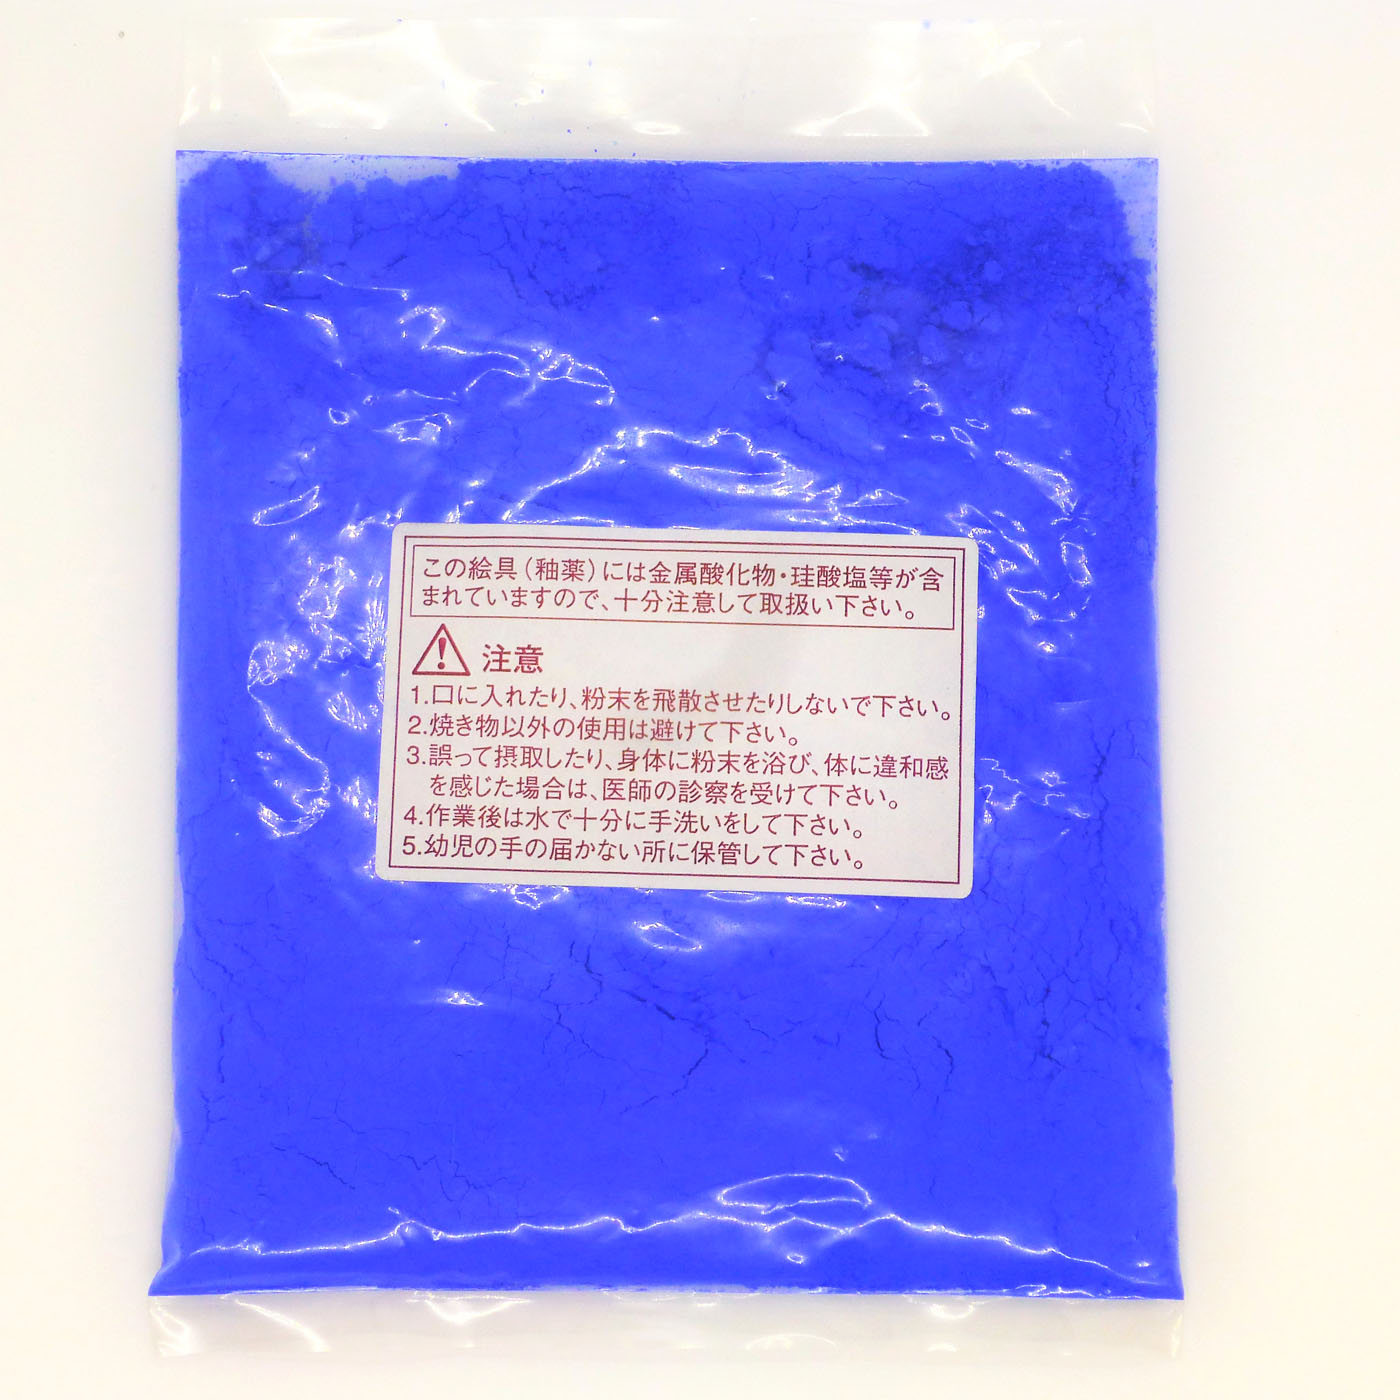 この絵具（釉薬）には金属酸化物・珪酸塩等が含
まれていますので、十分注意して取扱い下さい。
注意
1.口に入れたり、粉末を飛散させたりしないで下さい。
2.焼き物以外の使用は避けて下さい。
3.誤って摂取したり、身体に粉末を浴び、体に違和感
を感じた場合は、医師の診察を受けて下さい。
4.作業後は水で十分に手洗いをして下さい。
5.幼児の手の届かない所に保管して下さい。